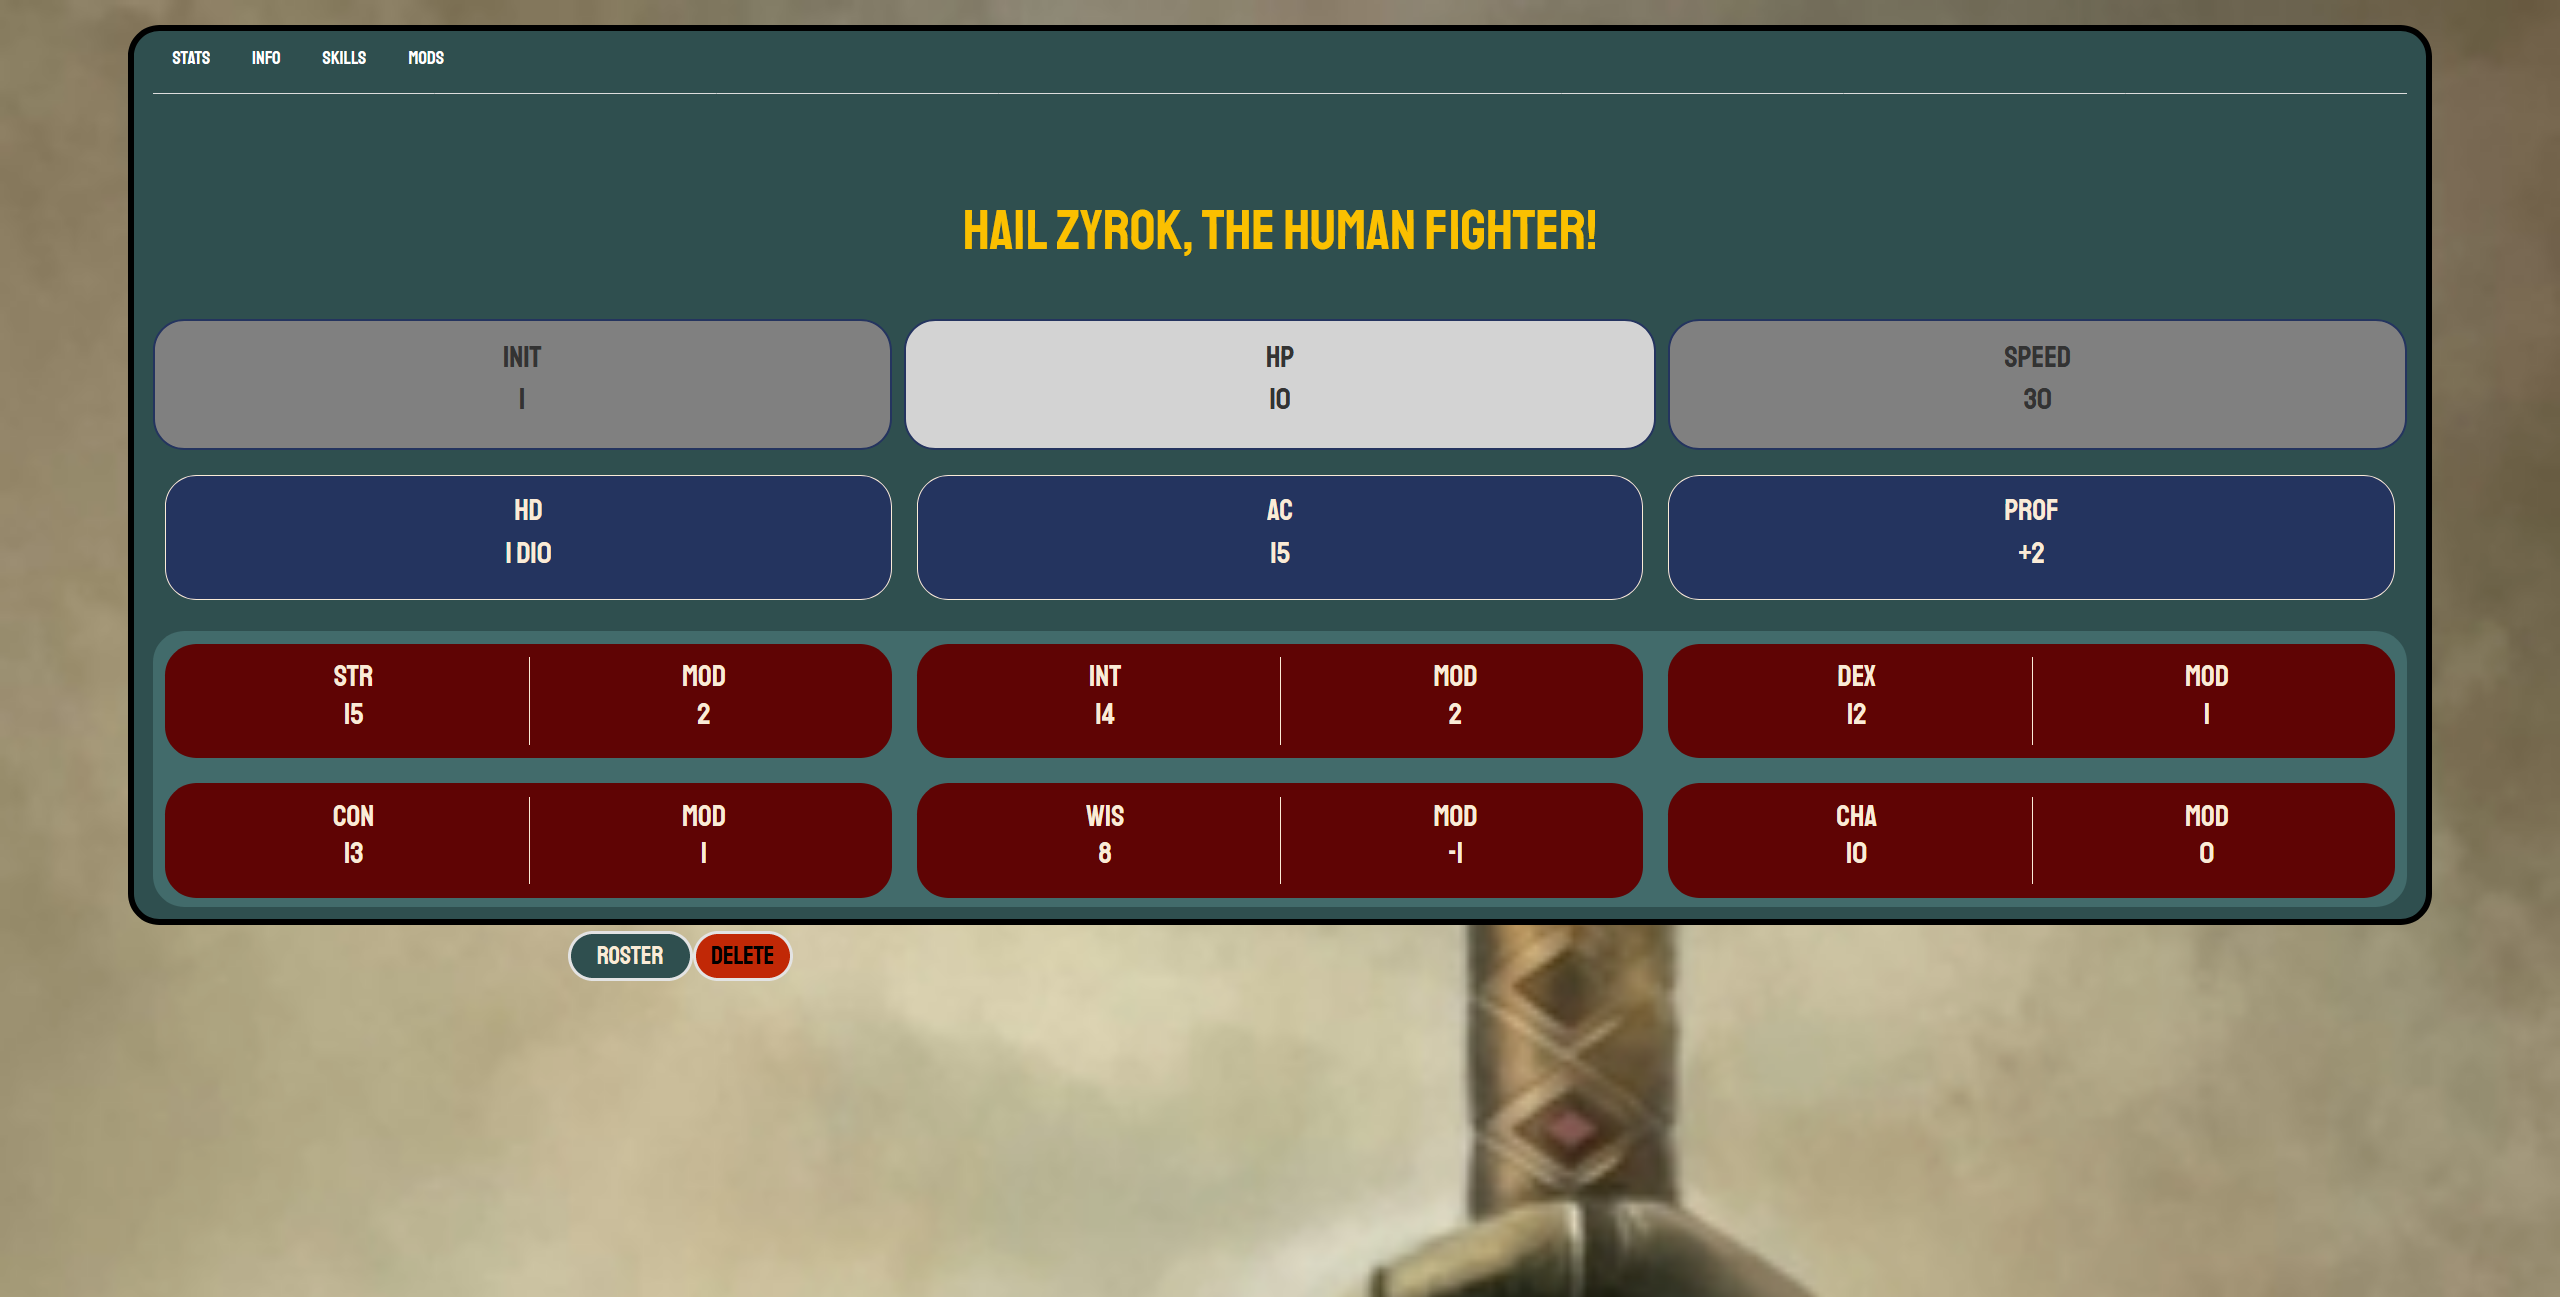 STATS INFO SKILLS MODS
HAIL ZYROK, THE HUMAN FIGHTER!
INIT HP SPEED
1 10 30
HD AC PROF
1 D10 15 +2
STR MOD INT MOD DEX MOD
15 2 14 2 12 1
CON MOD WIS MOD CHA MOD
13 1 8 -1 10 0
ROSTER DELETE